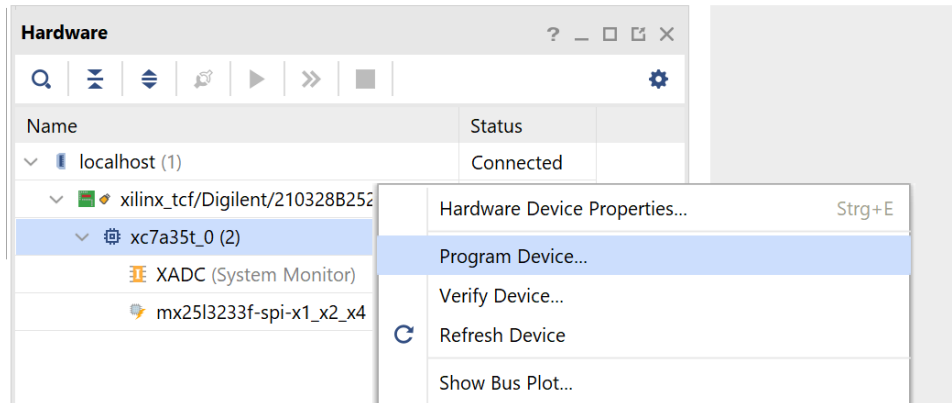 Hardware
Name Status
localhost (1) Connected
xilinx_tcf/Digilent/210328B252
xc7a35t_0 (2)
XADC (System Monitor)
mx25l3233f-spi-x1_x2_x4
Hardware Device Properties... Strg+E
Program Device...
Verify Device...
Refresh Device
Show Bus Plot...